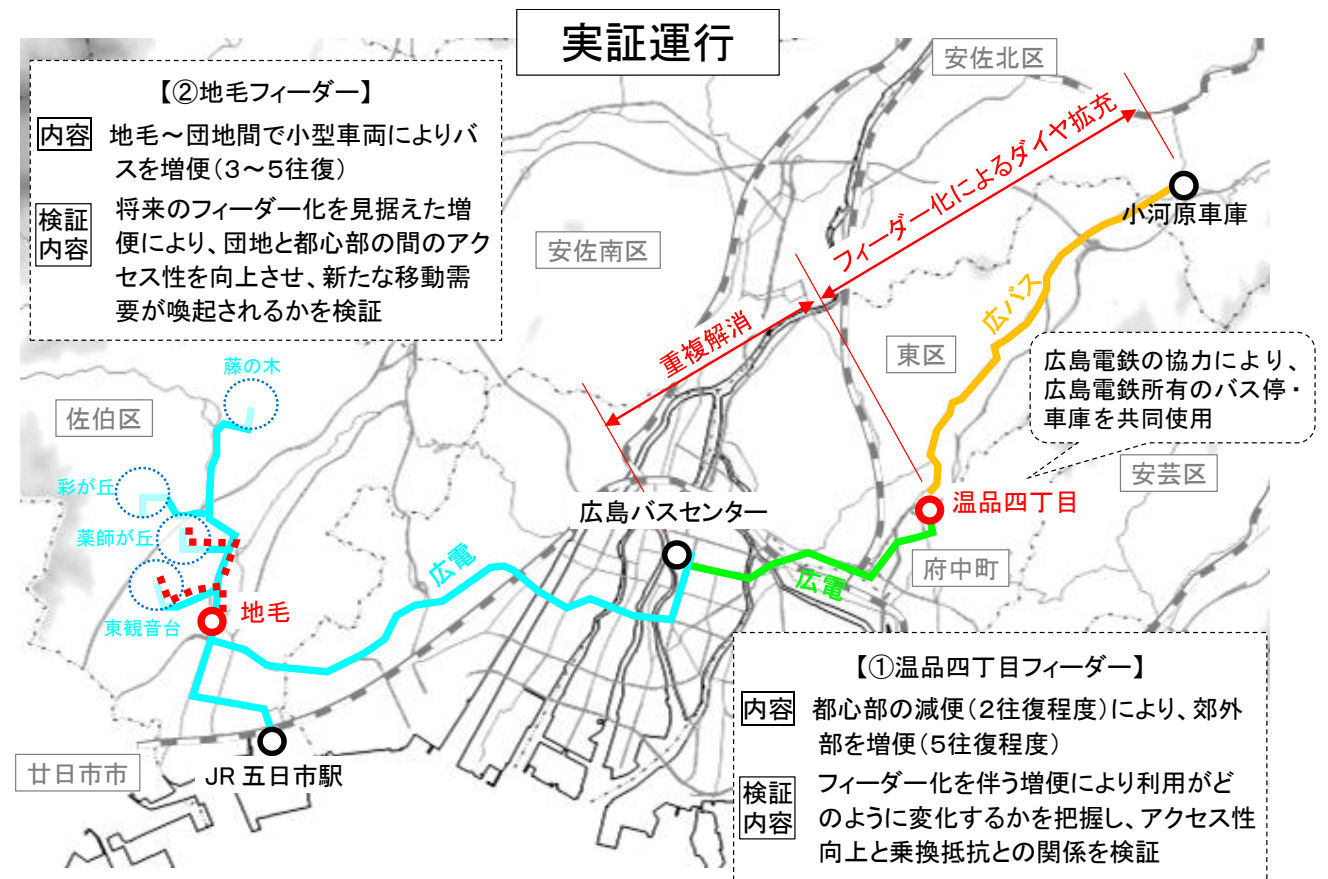 実証運行
【②地毛フィーダー】
内容 地毛～団地間で小型車両によりバ
スを増便(3～5往復)
検証
内容
将来のフィーダー化を見据えた増
便により、団地と都心部の間のアク
セス性を向上させ、新たな移動需
要が喚起されるかを検証
安佐北区
フィーダー化によるダイヤ拡充
小河原車庫
安佐南区
重複解消
広バス
東区
広島電鉄の協力により、
広島電鉄所有のバス停・
車庫を共同使用
藤の木
佐伯区
安芸区
彩が丘
温品四丁目
広島バスセンター
薬師が丘
広電
広電
府中町
東観音台
地毛
廿日市市
JR 五日市駅
【①温品四丁目フィーダー】
内容 都心部の減便(2往復程度)により、郊外
部を増便(5往復程度)
検証
内容
フィーダー化を伴う増便により利用がど
のように変化するかを把握し、アクセス性
向上と乗換抵抗との関係を検証